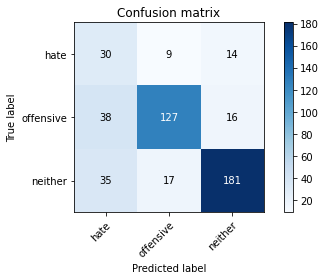 Confusion matrix
True label
hate 30 9 14
offensive 38 127 16
neither 35 17 181
hate offensive neither
Predicted label
180
160
140
120
100
80
60
40
20